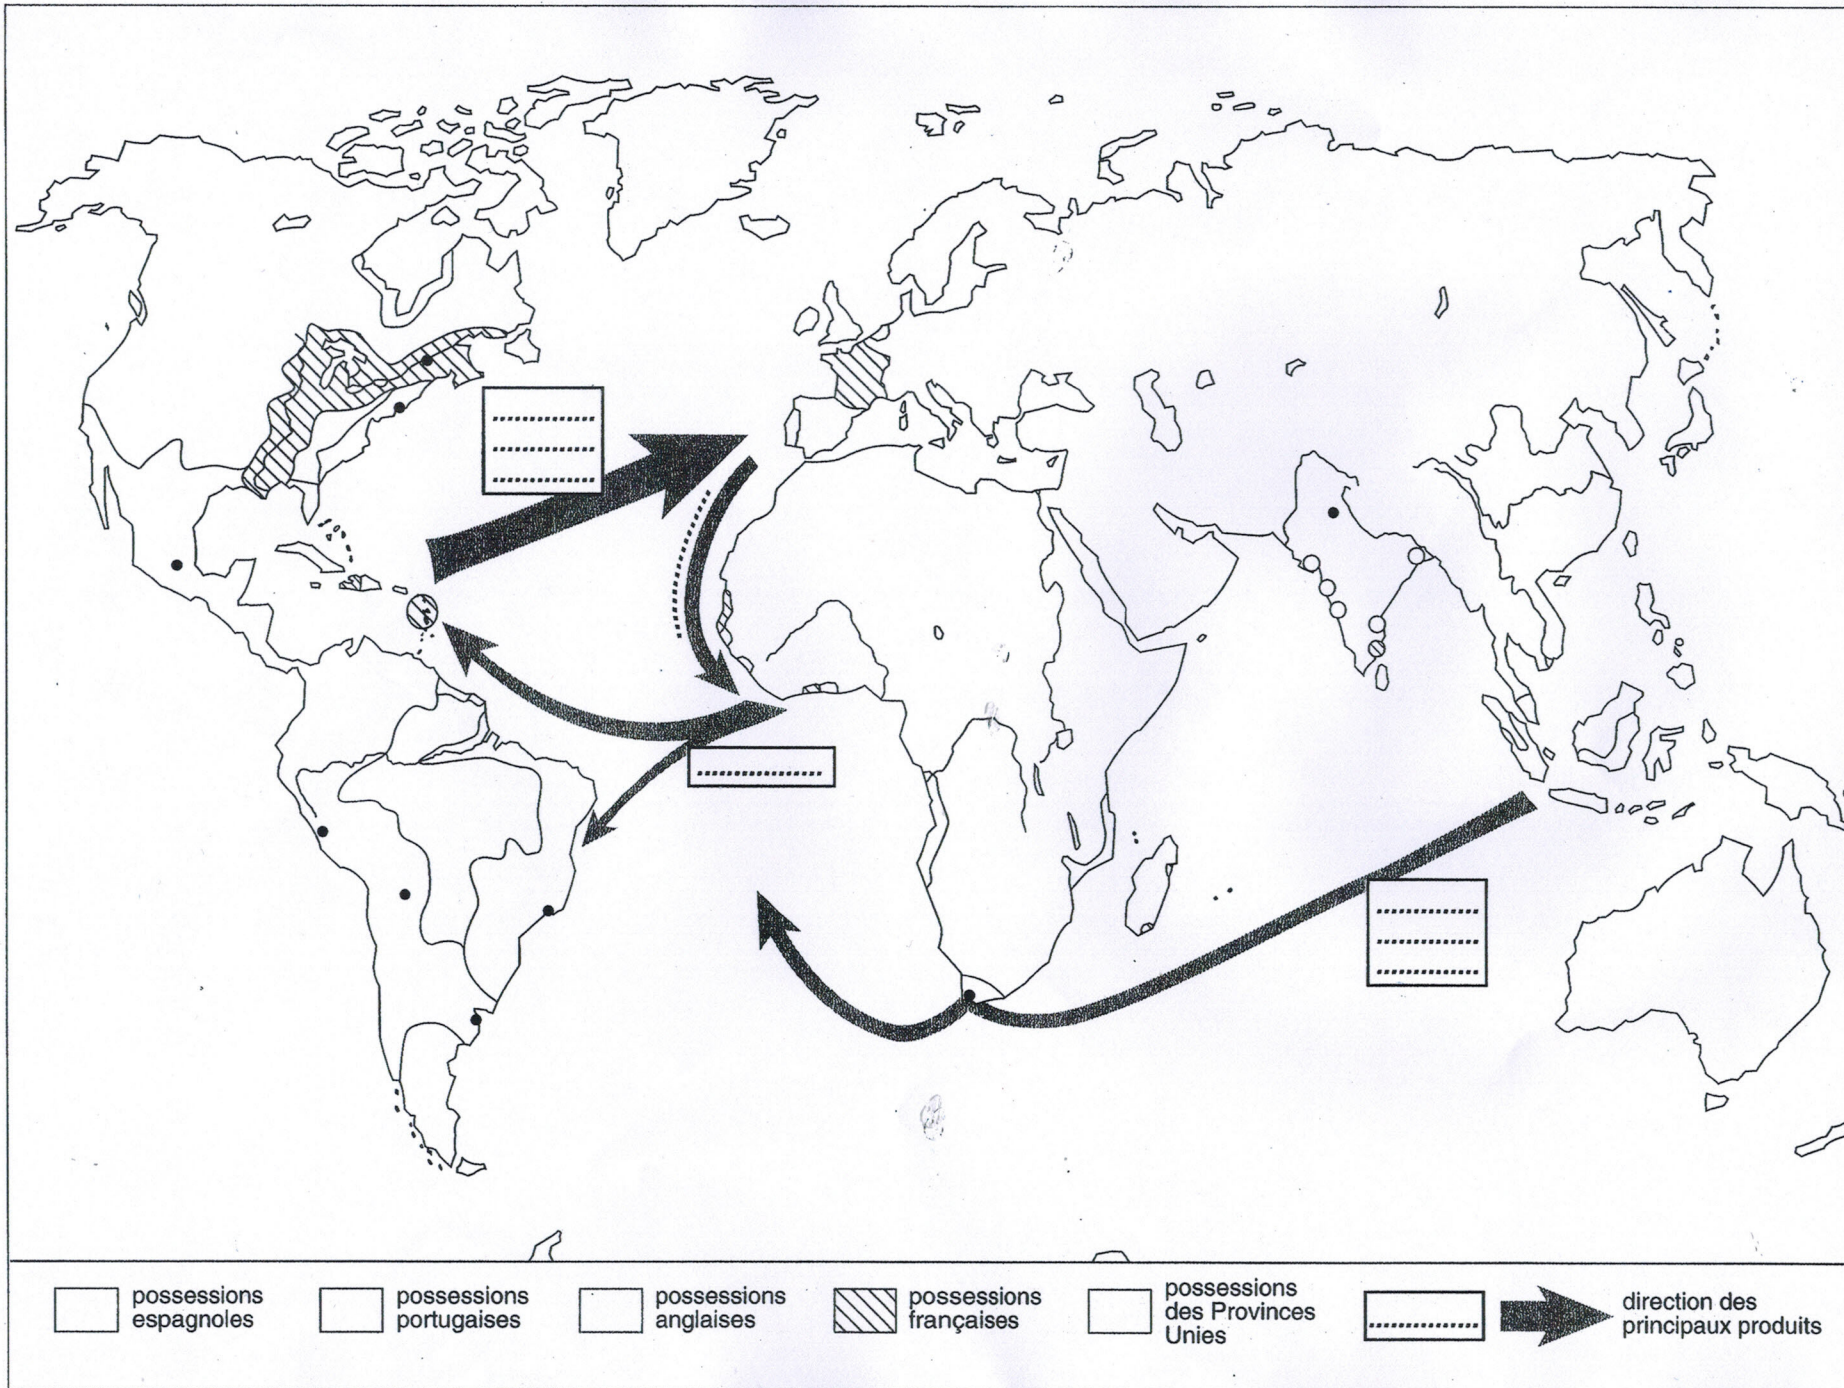 possessions
espagnoles
possessions
portugaises
possessions
anglaises
possessions
françaises
possessions
des Provinces
Unies
direction des
principaux produits